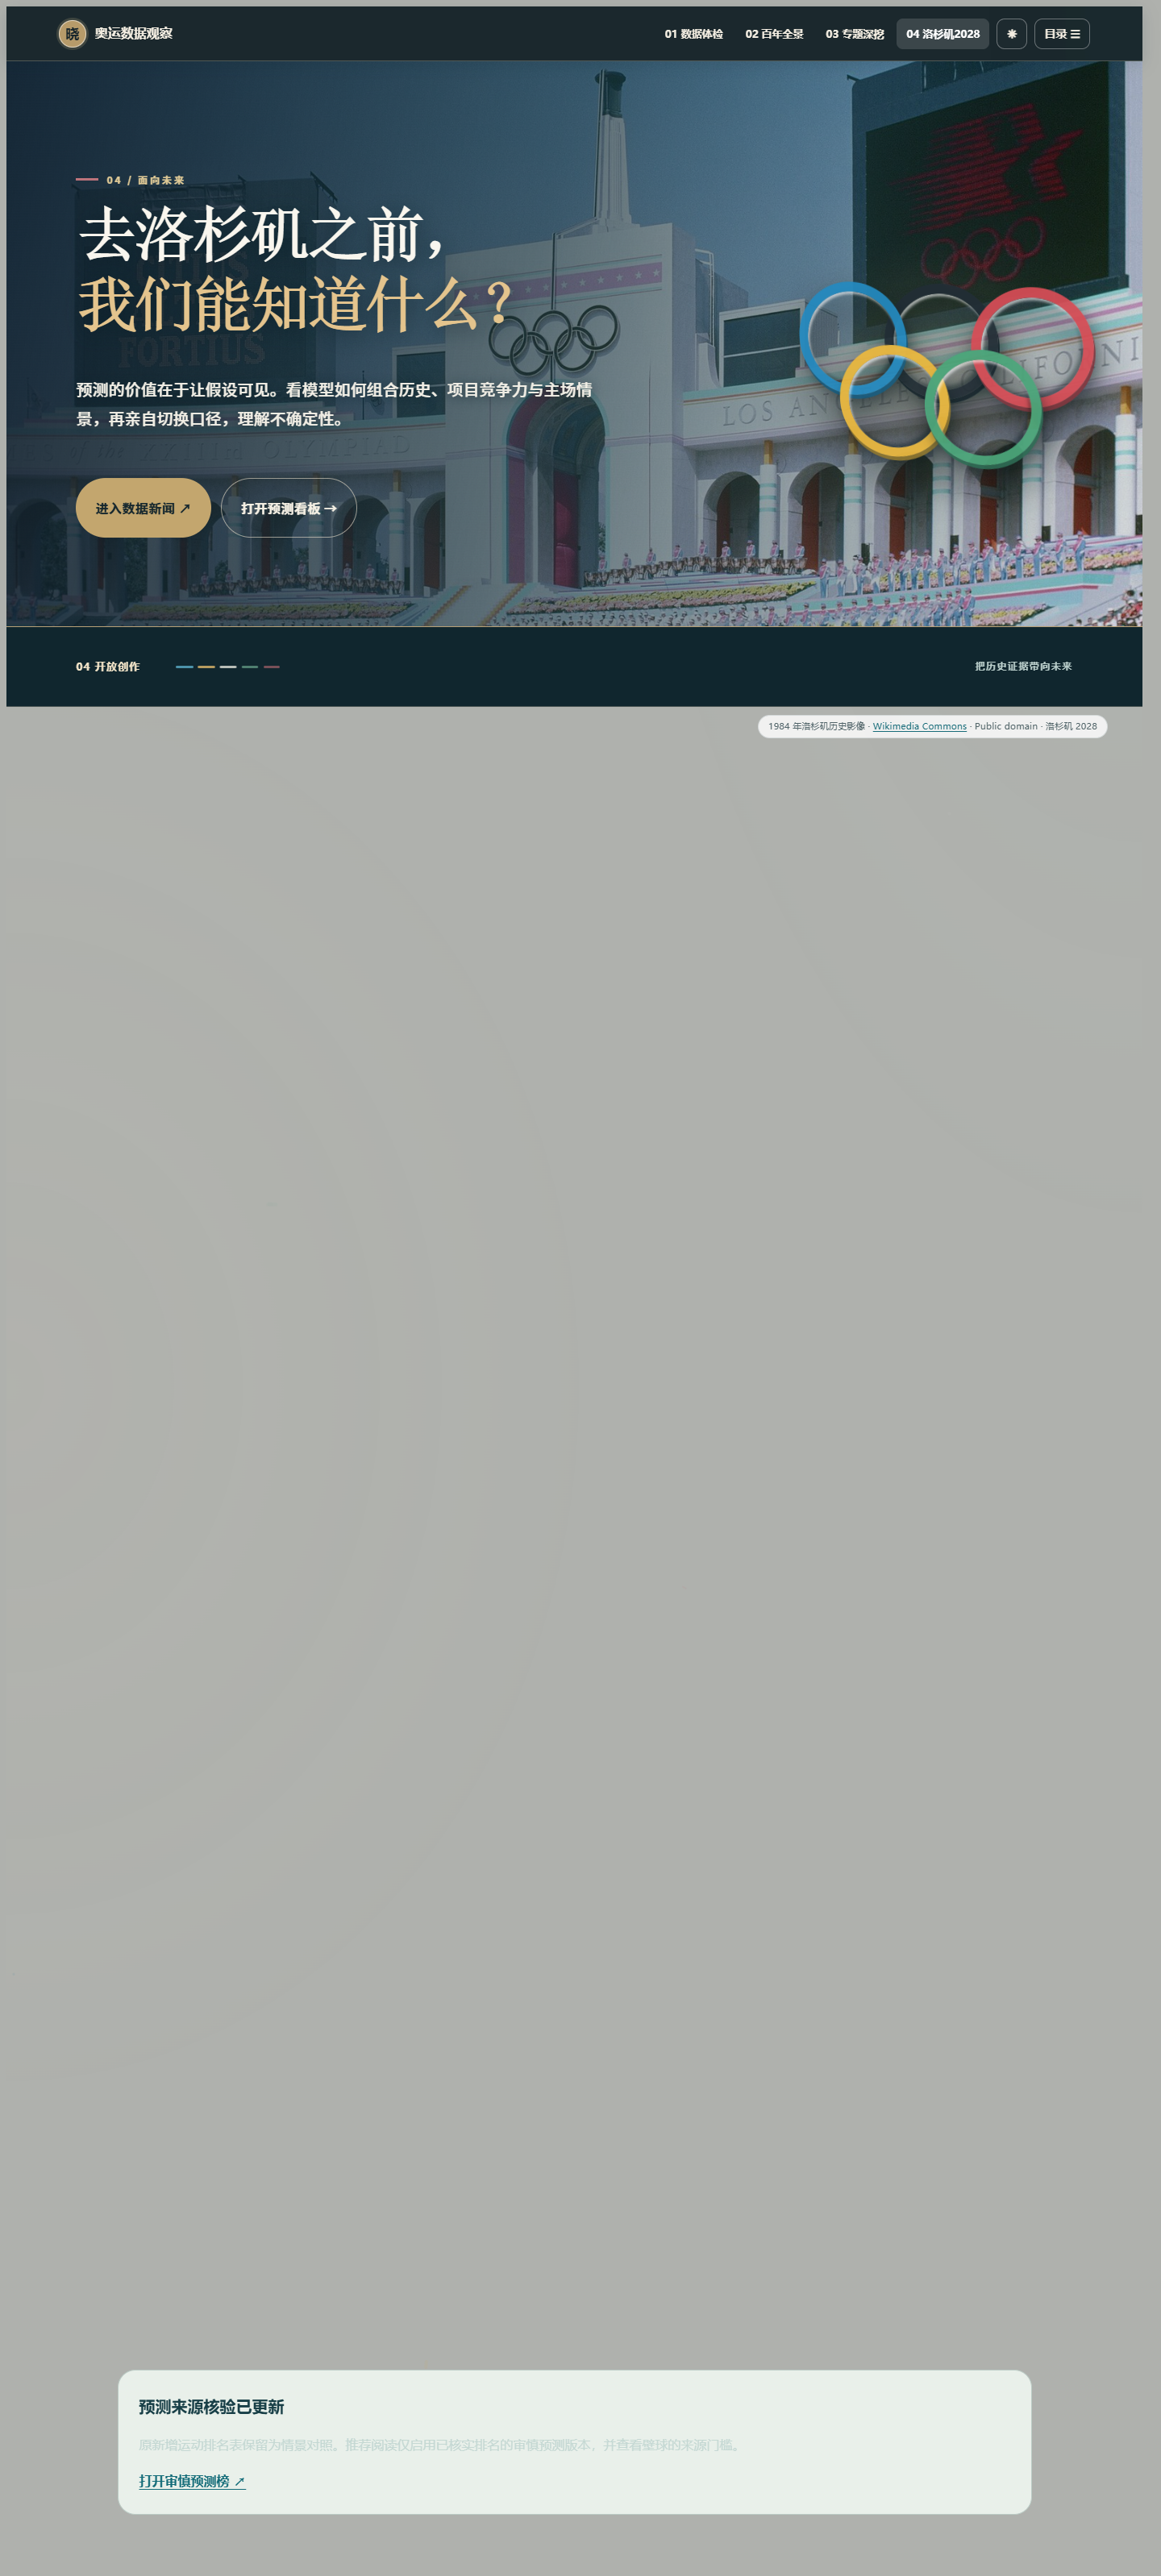 晓 奥运数据观察
01 数据体检 02 百年全景 03 专题深挖 04 洛杉矶2028 目录 ☰
04 / 面向未来
去洛杉矶之前，
我们能知道什么？
FORTIUS
预测的价值在于让假设可见。看模型如何组合历史、项目竞争力与主场情
景，再亲自切换口径，理解不确定性。
OLYMPIAD
LOS ANGELES
进入数据新闻 ↗ 打开预测看板 →
04 开放创作 把历史证据带向未来
1984 年洛杉矶历史影像 · Wikimedia Commons · Public domain · 洛杉矶 2028
预测来源核验已更新
原新增运动排名表保留为情景对照。推荐阅读仅启用已核实排名的审慎预测版本，并查看壁球的来源门槛。
打开审慎预测榜 ↗